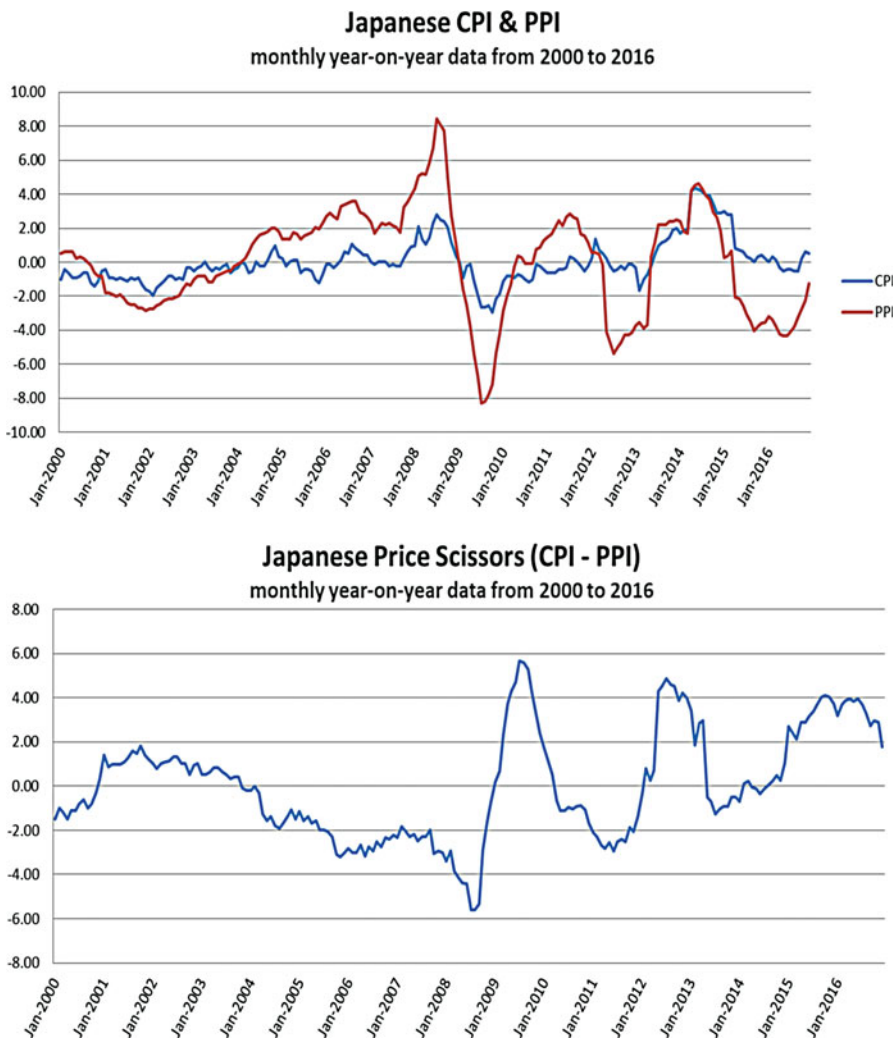 Japanese CPI & PPI
monthly year-on-year data from 2000 to 2016
10.00
8.00
6.00
4.00
2.00
0.00
-2.00
-4.00
-6.00
-8.00
-10.00
CPI
PPI
Jan-2000
Jan-2001
Jan-2002
Jan-2003
Jan-2004
Jan-2005
Jan-2006
Jan-2007
Jan-2008
Jan-2009
Jan-2010
Jan-2011
Jan-2012
Jan-2013
Jan-2014
Jan-2015
Jan-2016
Japanese Price Scissors (CPI - PPI)
monthly year-on-year data from 2000 to 2016
8.00
6.00
4.00
2.00
0.00
-2.00
-4.00
-6.00
-8.00
Jan-2000
Jan-2001
Jan-2002
Jan-2003
Jan-2004
Jan-2005
Jan-2006
Jan-2007
Jan-2008
Jan-2009
Jan-2010
Jan-2011
Jan-2012
Jan-2013
Jan-2014
Jan-2015
Jan-2016